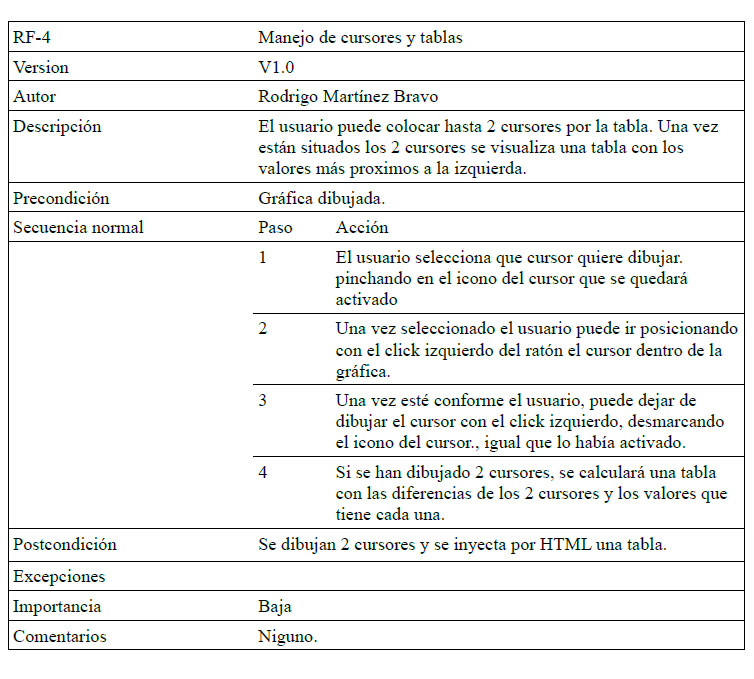 RF-4 Manejo de cursores y tablas
Version V1.0
Autor Rodrigo Martínez Bravo
Descripción El usuario puede colocar hasta 2 cursores por la tabla. Una vez
están situados los 2 cursores se visualiza una tabla con los
valores más proximos a la izquierda.
Precondición Gráfica dibujada.
Secuencia normal Paso Acción
1 El usuario selecciona que cursor quiere dibujar.
pinchando en el icono del cursor que se quedará
activado
2 Una vez seleccionado el usuario puede ir posicionando
con el click izquierdo del ratón el cursor dentro de la
gráfica.
3 Una vez esté conforme el usuario, puede dejar de
dibujar el cursor con el click izquierdo, desmarcando
el icono del cursor., igual que lo había activado.
4 Si se han dibujado 2 cursores, se calculará una tabla
con las diferencias de los 2 cursores y los valores que
tiene cada una.
Postcondición Se dibujan 2 cursores y se inyecta por HTML una tabla.
Excepciones
Importancia Baja
Comentarios Niguno.